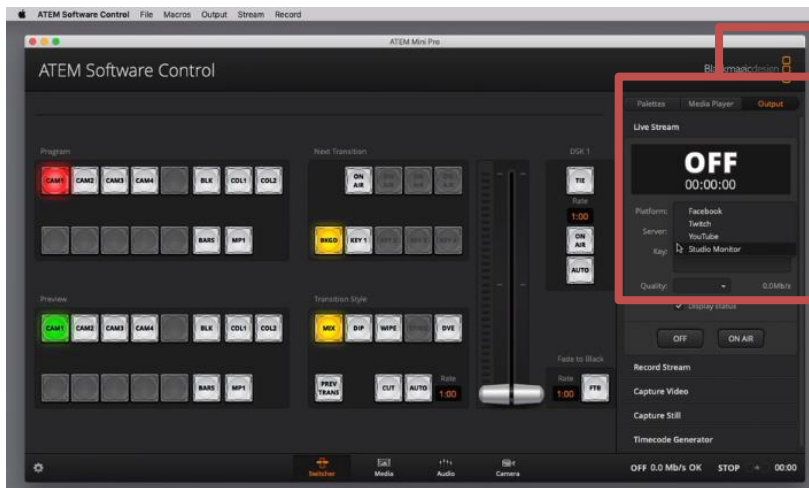 ATEM Software Control File Macros Output Stream Record
ATEM Mini Pro
ATEM Software Control
Blackmagicdesign
Palettes Media Player Output
Live Stream
OFF
00:00:00
Platform:
Server:
Key:
Facebook
Twitch
YouTube
Studio Monitor
Quality: 0.0Mb/s
Display status
OFF ON AIR
Record Stream
Capture Video
Capture Still
Timecode Generator
Program
CAM1 CAM2 CAM3 CAM4 BLK COL1 COL2
BARS MP1
Next Transition
ON AIR
BKGD KEY 1
DSK 1
TIE
Rate
1:00
ON AIR
AUTO
Preview
CAM1 CAM2 CAM3 CAM4 BLK COL1 COL2
BARS MP1
Transition Style
MIX DIP WIPE DVE
PREV TRANS CUT AUTO
Rate
1:00
Fade to Black
Rate
1:00 FTB
Switcher Media Audio Camera
OFF 0.0 Mb/s OK STOP 00:00